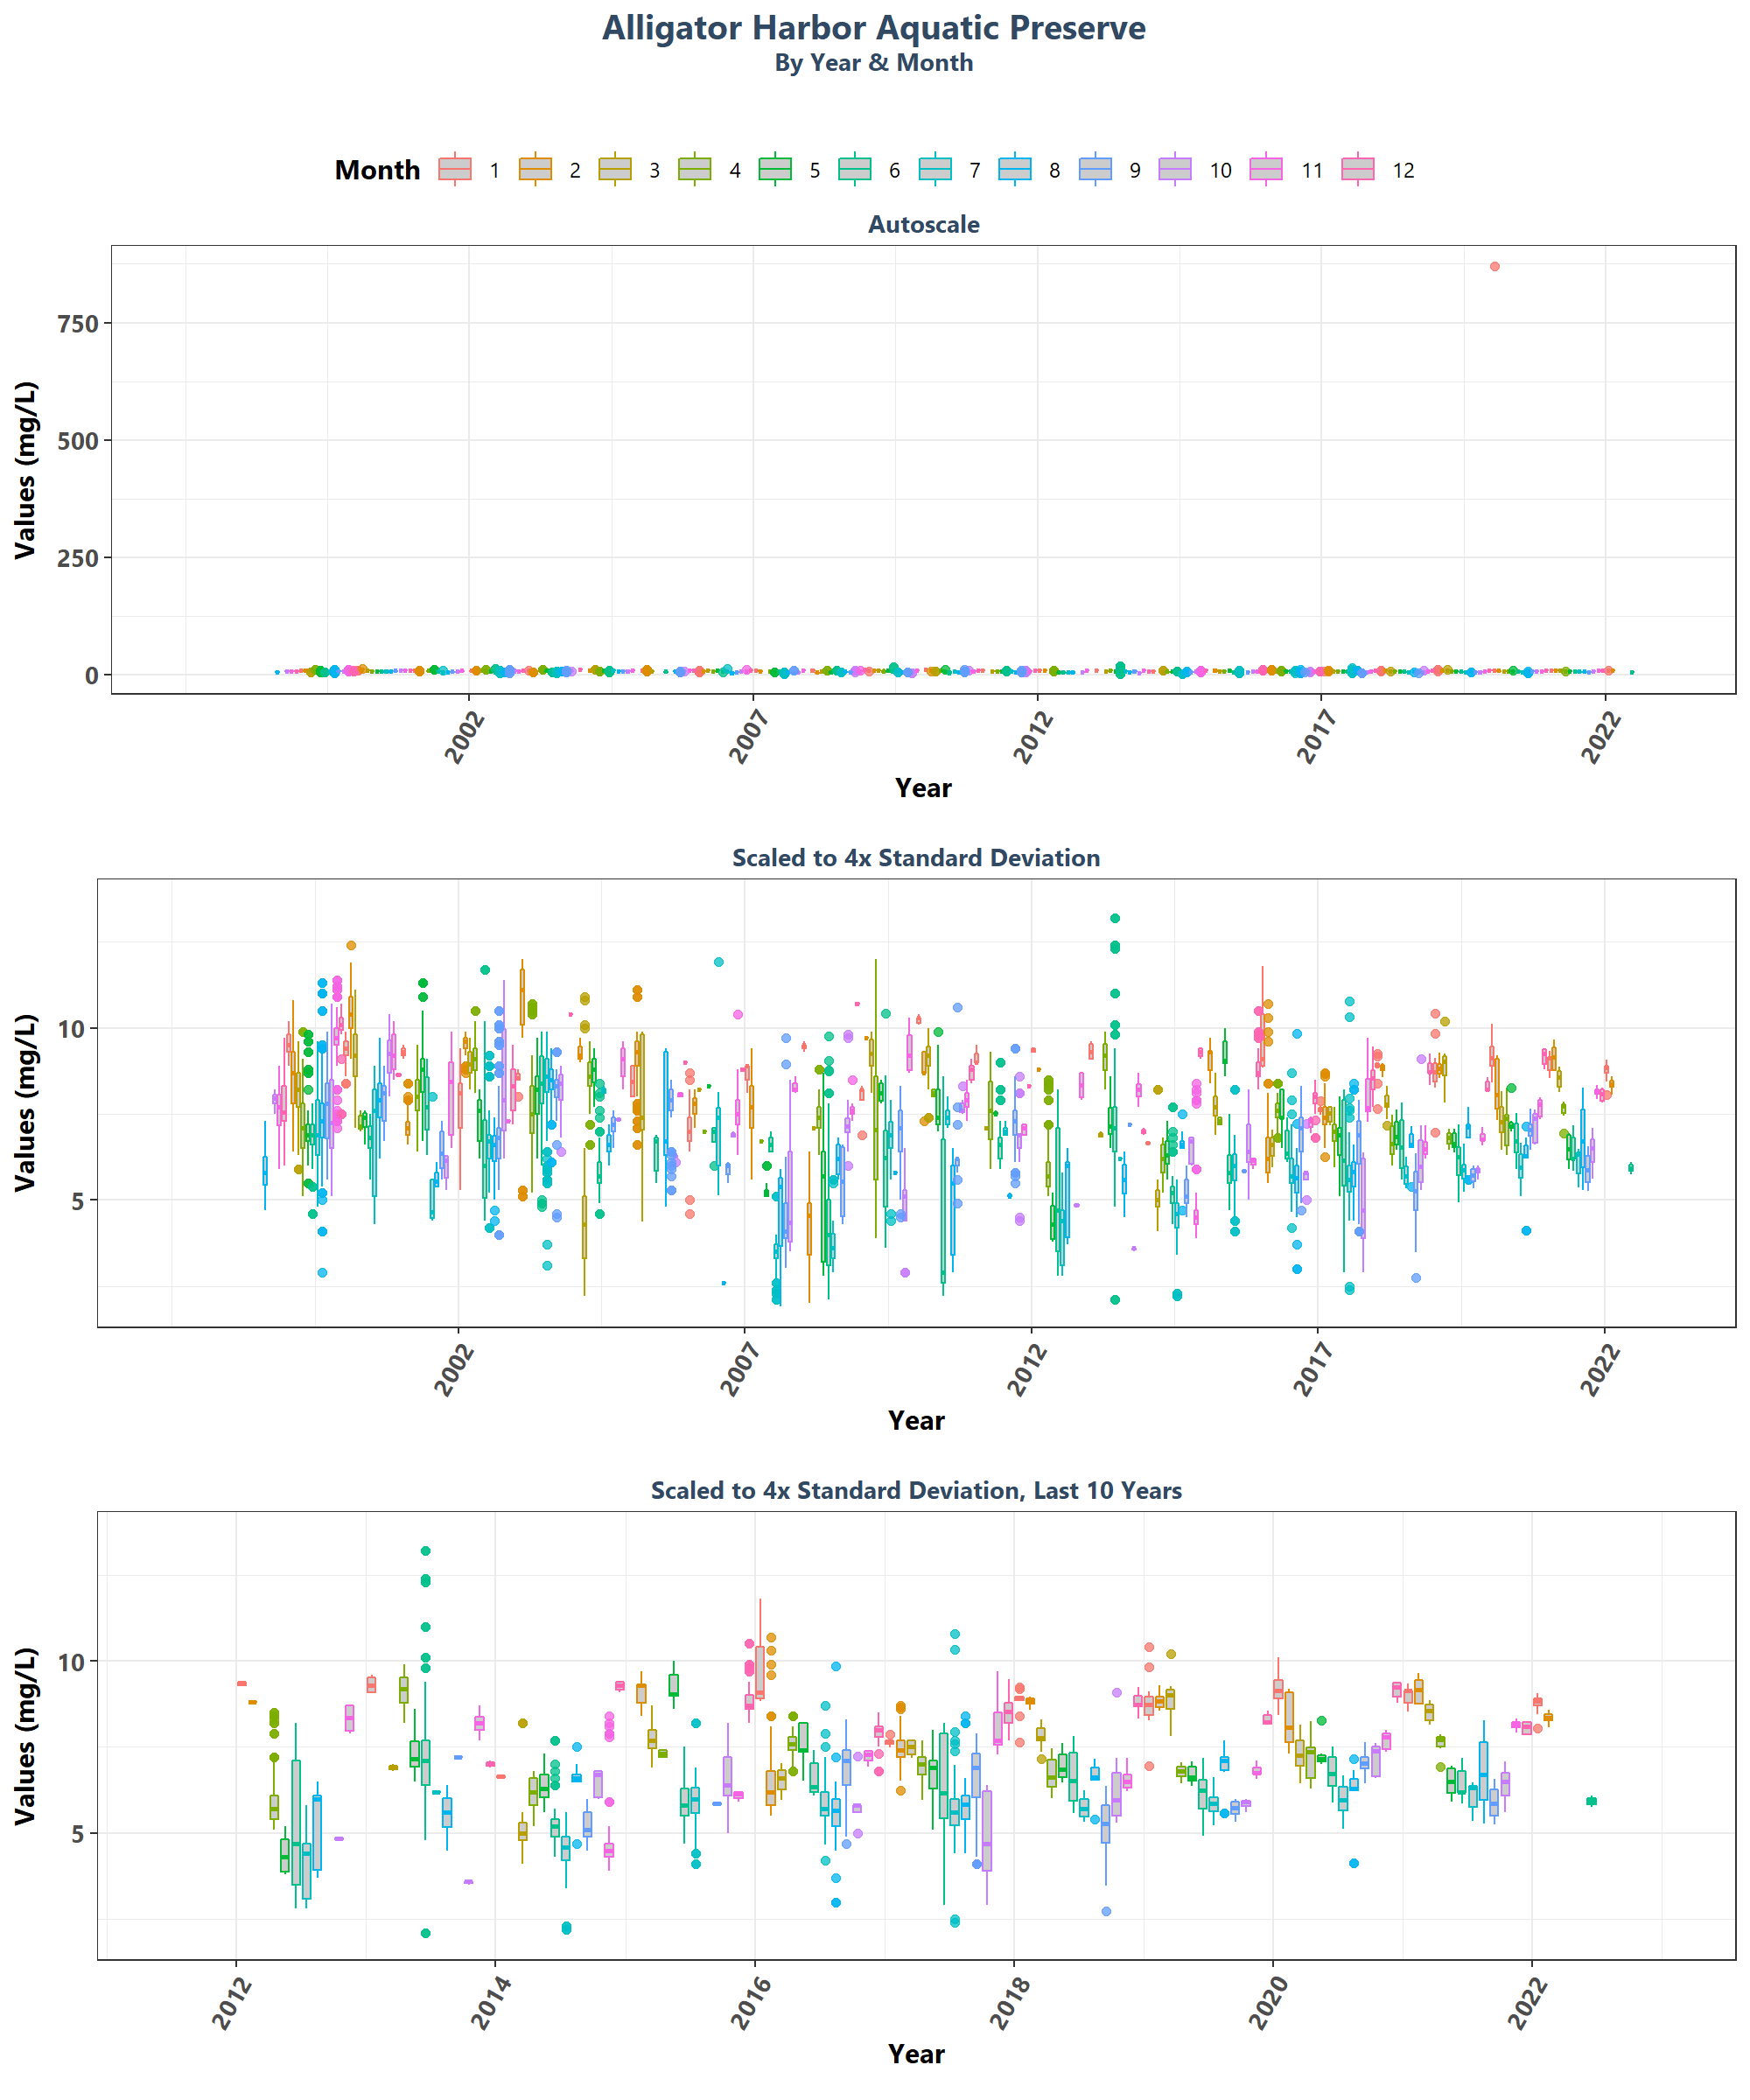 Alligator Harbor Aquatic Preserve
By Year & Month
Month 1 2 3 4 5 6 7 8 9 10 11 12
Autoscale
Values (mg/L)
750
500
250
0
2002 2007 2012 2017 2022
Year
Scaled to 4x Standard Deviation
Values (mg/L)
10
5
2002 2007 2012 2017 2022
Year
Scaled to 4x Standard Deviation, Last 10 Years
Values (mg/L)
10
5
2012 2014 2016 2018 2020 2022
Year